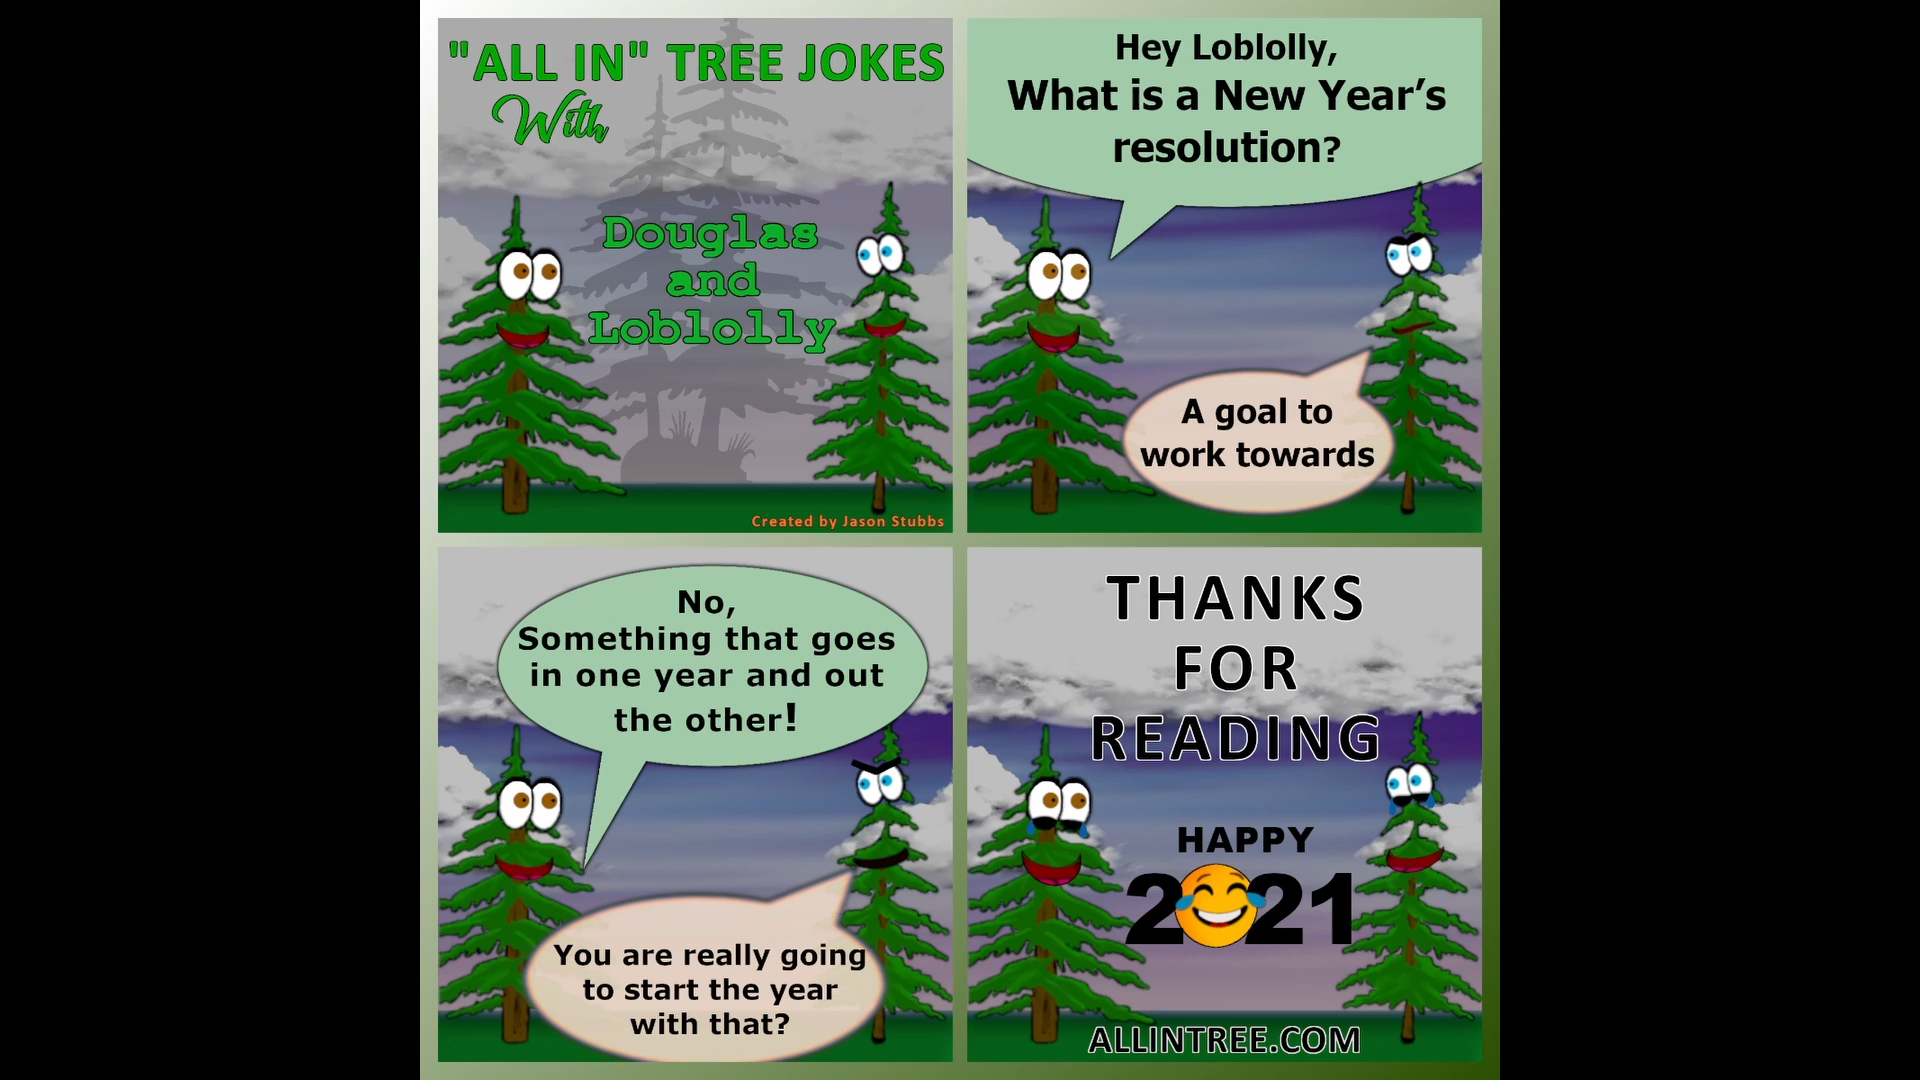 "ALL IN" TREE JOKES
With
Douglas
and
Loblolly
Created by Jason Stubbs
Hey Loblolly,
What is a New Year’s
resolution?
A goal to
work towards
No,
Something that goes
in one year and out
the other!
You are really going
to start the year
with that?
THANKS
FOR
READING
HAPPY
2😂21
ALLINTREE.COM